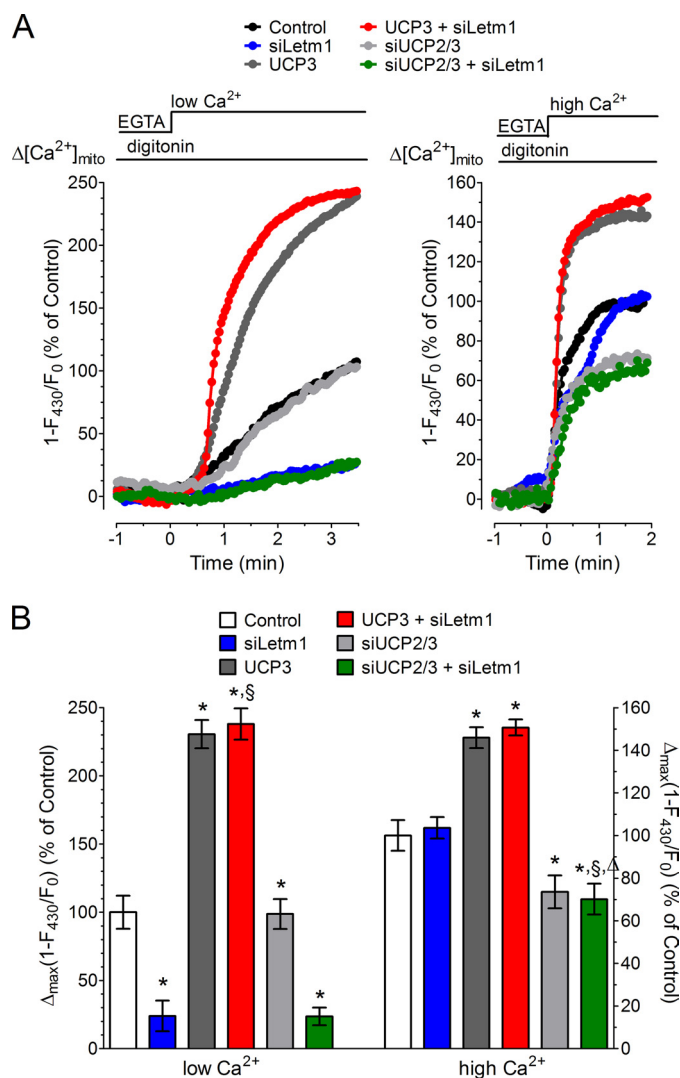 A
Control
UCP3 + siLetm1
siLetm1
siUCP2/3
UCP3
siUCP2/3 + siLetm1
low Ca²⁺
EGTA
Δ[Ca²⁺]mito
digitonin
250
200
150
100
50
0
1-F430/F0 (% of Control)
-1 0 1 2 3
Time (min)
high Ca²⁺
EGTA
Δ[Ca²⁺]mito
digitonin
160
140
120
100
80
60
40
20
0
1-F430/F0 (% of Control)
-1 0 1 2
Time (min)
B
Control
UCP3 + siLetm1
siLetm1
siUCP2/3
UCP3
siUCP2/3 + siLetm1
250
200
150
100
50
0
Δmax(1-F430/F0) (% of Control)
* * *,§ * *
* * * *,§,Δ
160
140
120
100
80
60
40
20
0
Δmax(1-F430/F0) (% of Control)
low Ca²⁺
high Ca²⁺